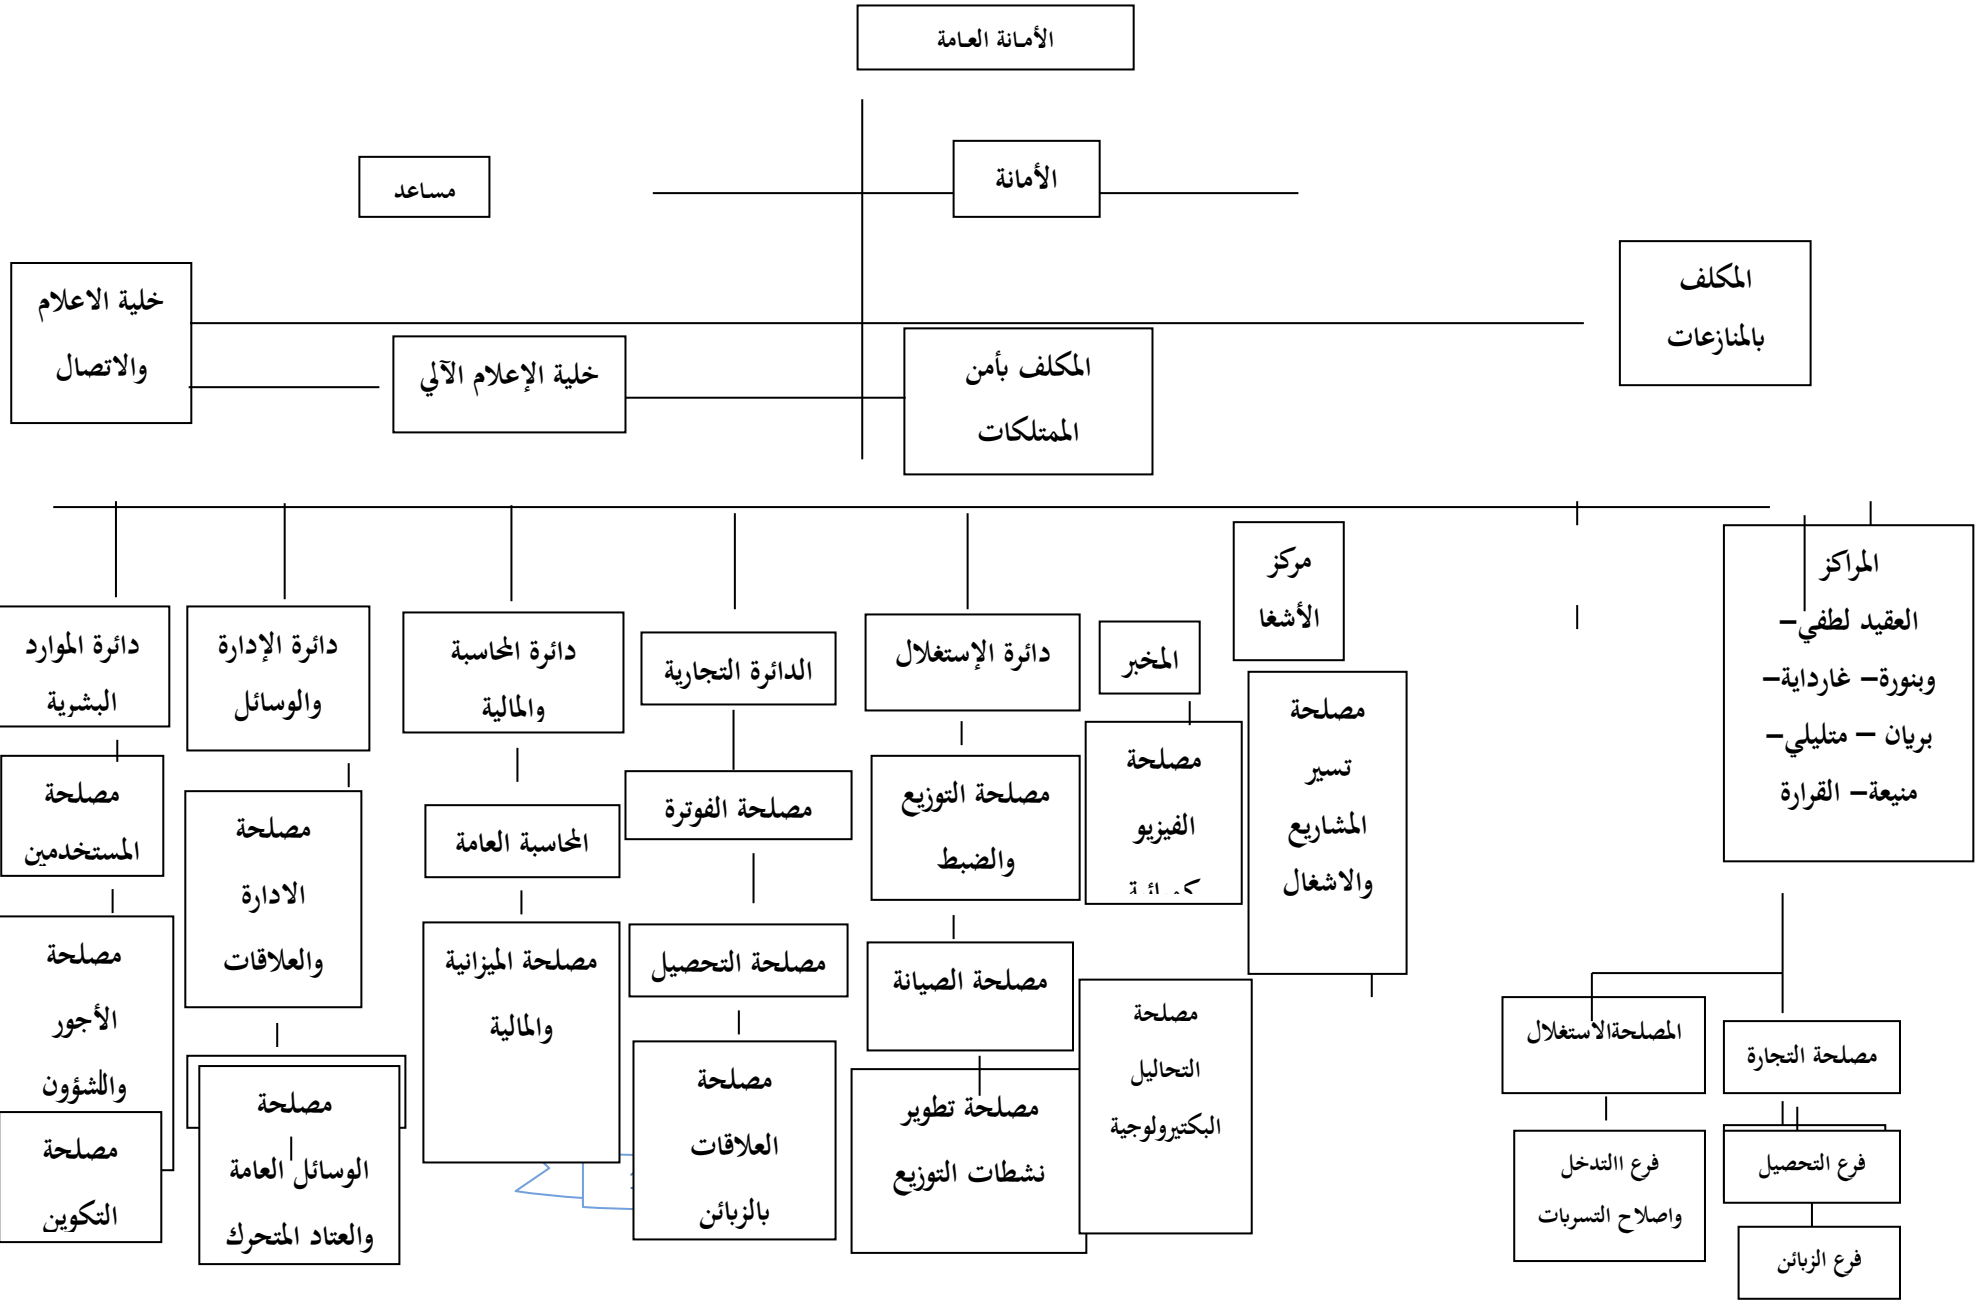 الأمانة العامة
الأمانة
مساعد
المكلف
بالمنازعات
خلية الاعلام
والاتصال
خلية الإعلام الآلي
المكلف بأمن
الممتلكات
المراكز
العقيد لطفي–
وبنورة– غارداية–
بريان – متليلي–
منيعة– القرارة
مركز
الأشغا
المخبر
دائرة الإستغلال
الدائرة التجارية
دائرة المحاسبة
والمالية
دائرة الإدارة
والوسائل
دائرة الموارد
البشرية
مصلحة
تسير
المشاريع
والاشغال
مصلحة
الفيزيو
كميائية
مصلحة التوزيع
والضبط
مصلحة الفوترة
المحاسبة العامة
مصلحة
الادارة
والعلاقات
مصلحة
المستخدمين
مصلحة
التحاليل
البكتيرولوجية
مصلحة الصيانة
مصلحة التحصيل
مصلحة الميزانية
والمالية
مصلحة
الأجور
والشؤون
مصلحة تطوير
نشطات التوزيع
مصلحة
العلاقات
بالزبائن
مصلحة
الوسائل العامة
والعتاد المتحرك
مصلحة
التكوين
مصلحة التجارة
المصلحةالاستغلال
فرع التحصيل
فرع االتدخل
واصلاح التسربات
فرع الزبائن